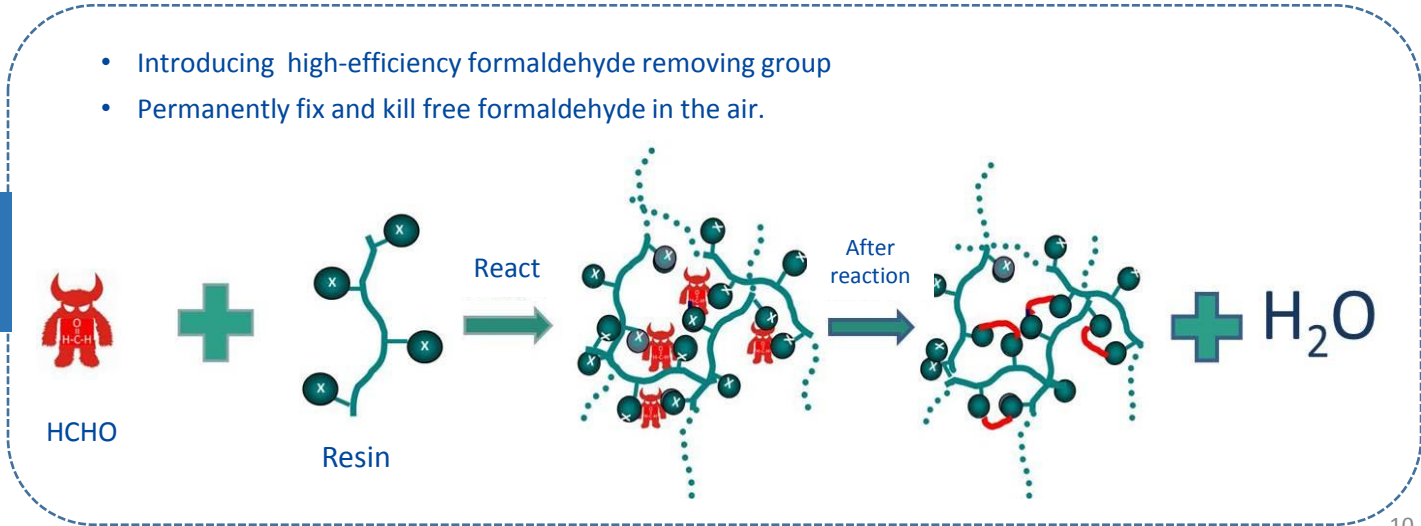 • Introducing high-efficiency formaldehyde removing group
• Permanently fix and kill free formaldehyde in the air.
HCHO
O
H-C-H
X
X
X
X
Resin
React
After
reaction
H₂O